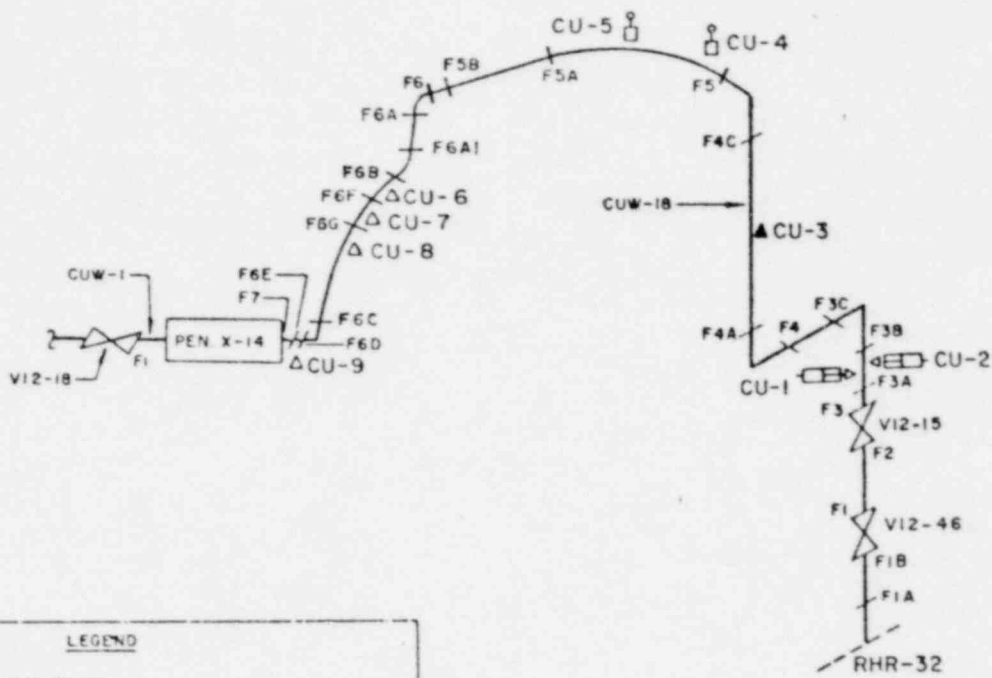 CU-5
CU-4
F6
F5B
F5A
F5
F6A
F4C
F6A1
F6B
F6F
CU-6
F6G
CU-7
CUW-18
CU-3
CU-8
F6E
CUW-1
F7
F6C
F3C
F4A
F4
F3B
PEN. X-14
F6D
F1
CU-9
CU-2
CU-1
V12-18
F3A
F3
V12-15
F2
F1
V12-46
F1B
F1A
LEGEND
RHR-32